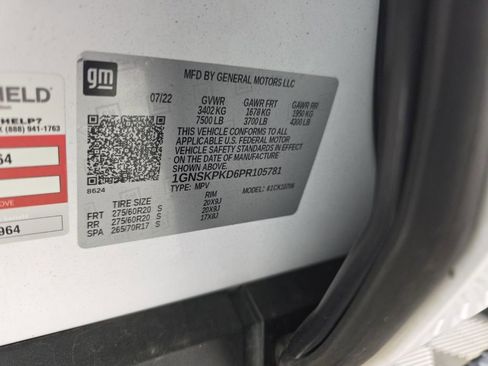 gm
MFD BY GENERAL MOTORS LLC
07/22 GVWR GAWR FRT GAWR RR
3402 KG 1678 KG 1950 KG
7500 LB 3700 LB 4300 LB
THIS VEHICLE CONFORMS TO ALL
APPLICABLE U.S. FEDERAL MOTOR
VEHICLE SAFETY STANDARDS IN EFFECT
ON THE DATE OF MANUFACTURE
SHOWN ABOVE.
1GNSKPKD6PR105781
TYPE: MPV MODEL:
8624
TIRE SIZE RIM
FRT 275/60R20 S 20X9J
RR 275/60R20 S 20X9J
SPA 265/70R17 S 17X8J
HIELD
HELP?
(888) 941-1763
64
964